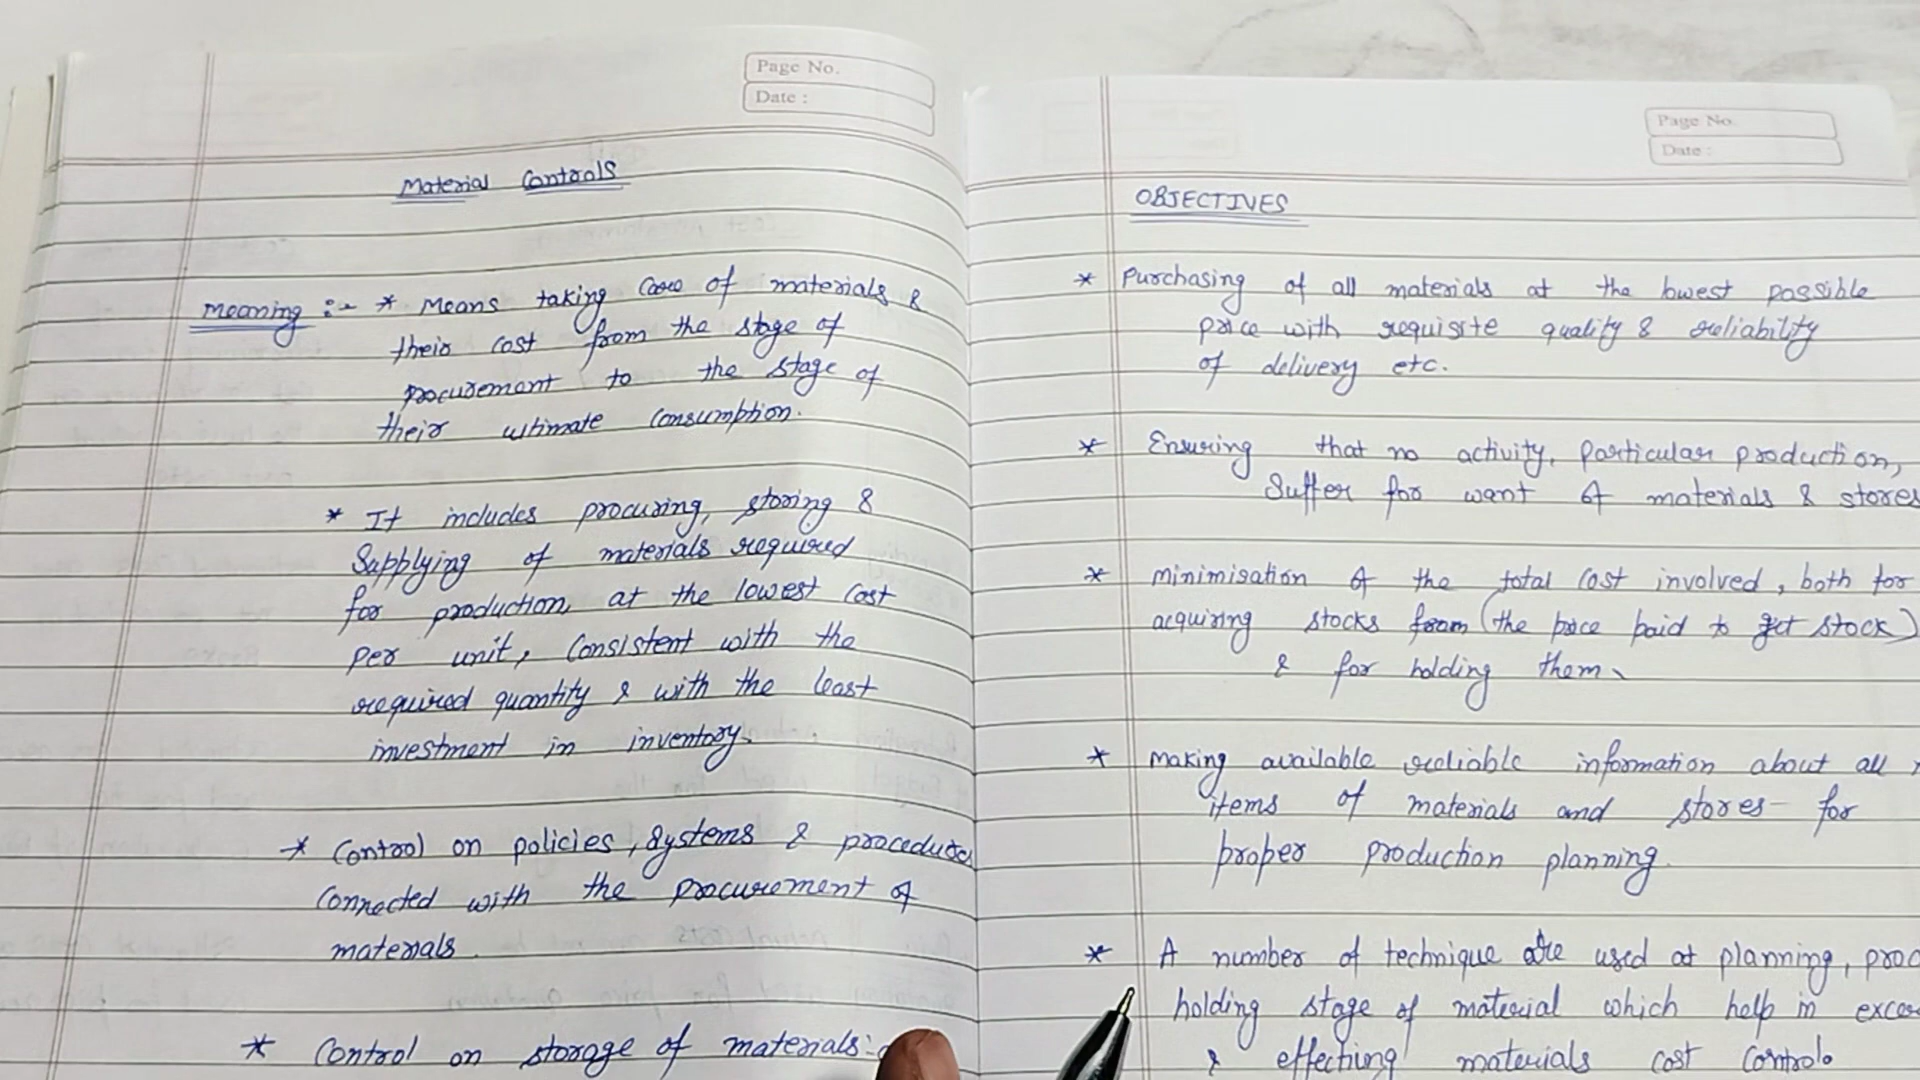 Page No.
Date :
Material Controls
Meaning :- * Means taking Care of materials &
their cost from the stage of
procurement to the stage of
their ultimate Consumption.
* It includes procuring, storing &
Supplying of materials required
for production, at the lowest Cost
per unit, Consistent with the
required quantity & with the least
investment in inventory.
* Control on policies, Systems & procedures
Connected with the procurement of
materials.
* Control on storage of materials:
Page No.
Date :
OBJECTIVES
* Purchasing of all materials at the lowest possible
price with requisite quality & reliability
of delivery etc.
* Ensuring that no activity, Particular production,
Suffer for want of materials & stores
* minimisation of the total Cost involved, both for
acquiring stocks from (the price paid to get stock)
& for holding them.
* making available reliable information about all
items of materials and stores for
proper production planning.
* A number of technique are used at planning, proc
holding stage of material which help in exces
& effecting materials cost Control.